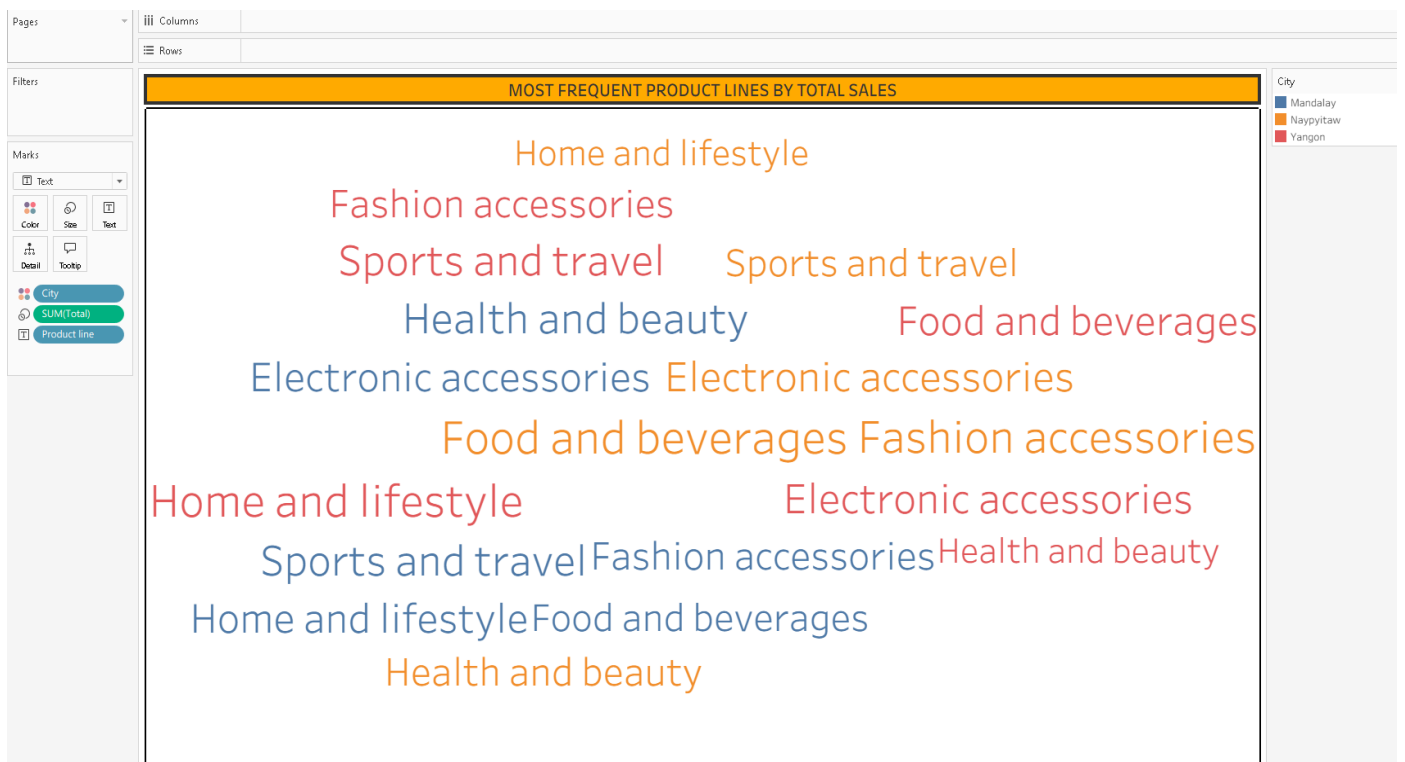 Pages
Columns
Rows
Filters
Marks
Text
Color Size Text
Detail Tooltip
City
SUM(Total)
Product line
MOST FREQUENT PRODUCT LINES BY TOTAL SALES
Home and lifestyle
Fashion accessories
Sports and travel Sports and travel
Health and beauty Food and beverages
Electronic accessories Electronic accessories
Food and beverages Fashion accessories
Home and lifestyle Electronic accessories
Sports and travel Fashion accessories Health and beauty
Home and lifestyle Food and beverages
Health and beauty
City
Mandalay
Naypyitaw
Yangon